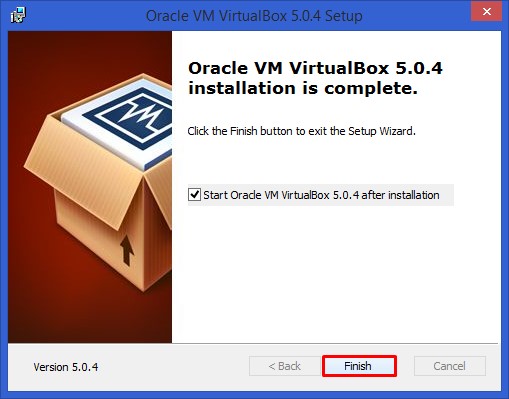 Oracle VM VirtualBox 5.0.4 Setup
Oracle VM VirtualBox 5.0.4
installation is complete.
Click the Finish button to exit the Setup Wizard.
Start Oracle VM VirtualBox 5.0.4 after installation
Version 5.0.4
< Back
Finish
Cancel